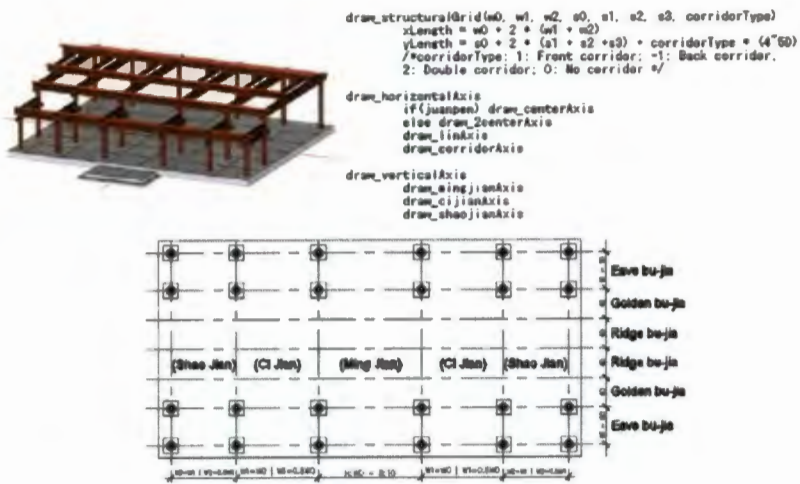 draw_structuralGrid(w0, w1, w2, s0, s1, s2, s3, corridorType)
xLength = w0 + 2 * (w1 + w2)
yLength = s0 + 2 * (s1 + s2 +s3) + corridorType * (4~5D)
/*corridorType: 1: Front corridor; -1: Back corridor,
2: Double corridor; 0: No corridor */
draw_horizontalAxis
if(juanpen) draw_centerAxis
else draw_2centerAxis
draw_linAxis
draw_corridorAxis
draw_verticalAxis
draw_mingjianAxis
draw_cijianAxis
draw_shaojianAxis
Eave bu-jia
Golden bu-jia
Ridge bu-jia
(Shao Jian) (Ci Jian) (Ming Jian) (Ci Jian) (Shao Jian) Ridge bu-jia
Golden bu-jia
Eave bu-jia